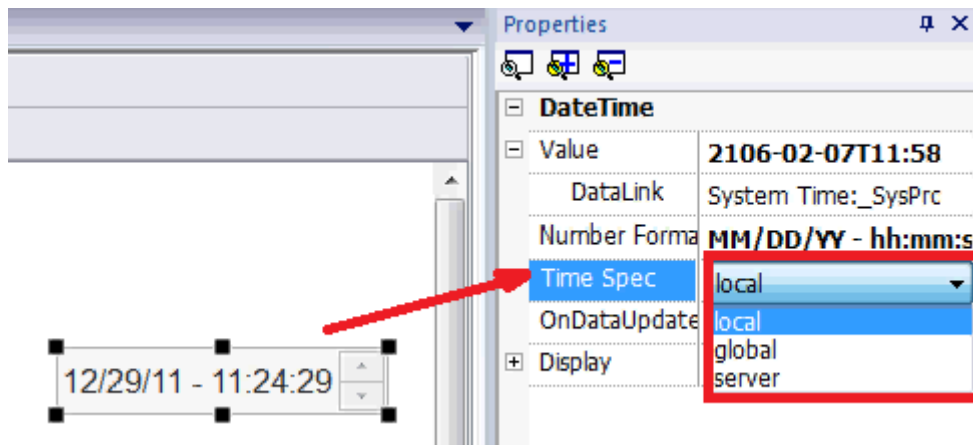 Properties
DateTime
Value 2106-02-07T11:58
DataLink System Time:_SysPrc
Number Forma MM/DD/YY - hh:mm:s
Time Spec local
OnDataUpdate local
global
Display
server
12/29/11 - 11:24:29